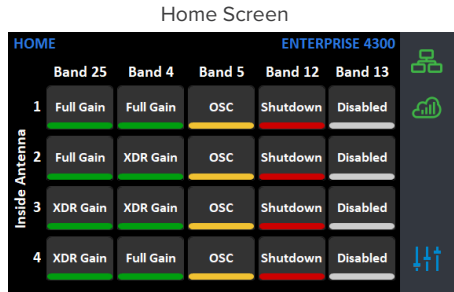 Home Screen
HOME ENTERPRISE 4300
Band 25 Band 4 Band 5 Band 12 Band 13
Inside Antenna
1 Full Gain Full Gain OSC Shutdown Disabled
2 Full Gain XDR Gain OSC Shutdown Disabled
3 XDR Gain XDR Gain OSC Shutdown Disabled
4 XDR Gain Full Gain OSC Shutdown Disabled